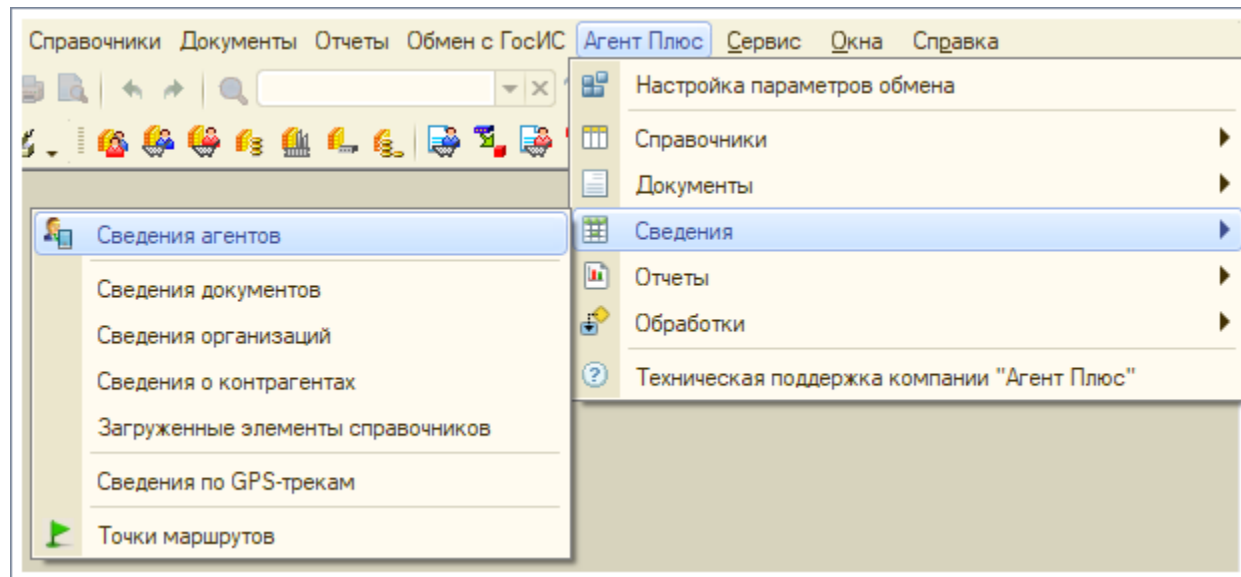 Справочники Документы Отчеты Обмен с ГосИС Агент Плюс Сервис Окна Справка
Настройка параметров обмена
Справочники
Документы
Сведения
Отчеты
Обработки
Техническая поддержка компании "Агент Плюс"
Сведения агентов
Сведения документов
Сведения организаций
Сведения о контрагентах
Загруженные элементы справочников
Сведения по GPS-трекам
Точки маршрутов